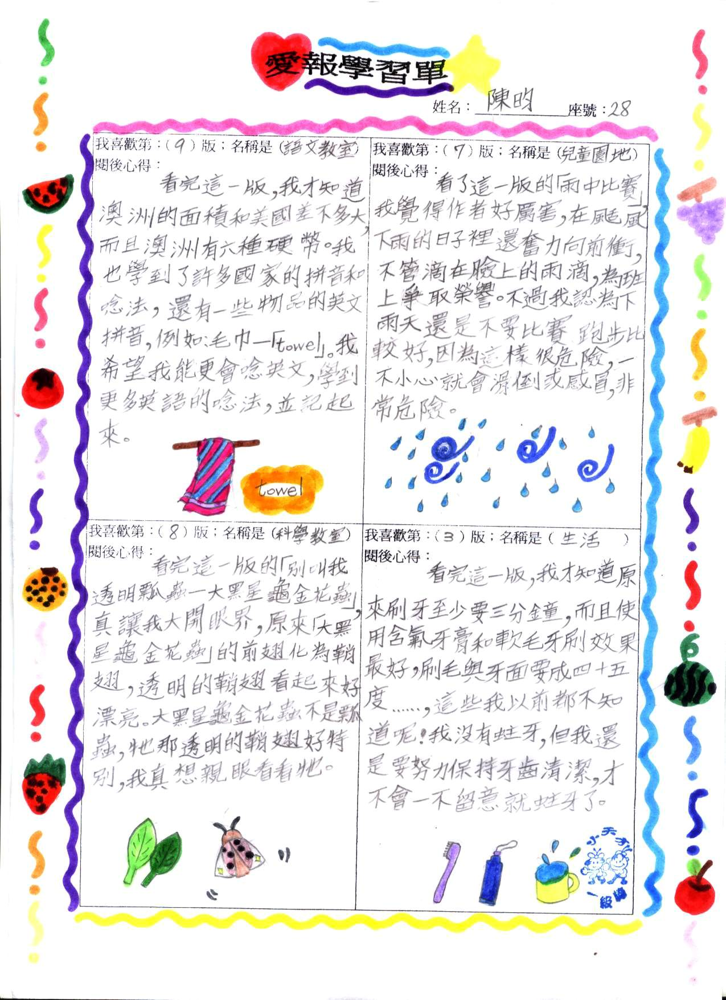 愛報學習單
姓名：陳昀 座號：28
我喜歡第：(9)版；名稱是(語文教室)
閱後心得：
看完這一版，我才知道
澳洲的面積和美國差不多大，
而且澳洲有六種硬幣。我
也學到了許多國家的拼音和
唸法，還有一些物品的英文
拼音，例如：毛巾—「towel」。我
希望我能更會唸英文，學到
更多英語的唸法，並記起
來。
towel
我喜歡第：(7)版；名稱是(兒童園地)
閱後心得：
看了這一版的「雨中比賽」，
我覺得作者好厲害，在颳風
下雨的日子裡還奮力向前衝，
不管滴在臉上的雨滴，為班
上爭取榮譽。不過我認為下
雨天還是不要比賽跑步比
較好，因為這樣很危險，一
不小心就會滑倒或感冒，非
常危險。
我喜歡第：(8)版；名稱是(科學教室)
閱後心得：
看完這一版的「別叫我
透明瓢蟲—大黑星龜金花蟲」，
真讓我大開眼界，原來「大黑
星龜金花蟲」的前翅化為鞘
翅，透明的鞘翅看起來好
漂亮。大黑星龜金花蟲不是瓢
蟲，牠那透明的鞘翅好特
別，我真想親眼看看牠。
我喜歡第：(3)版；名稱是(生活)
閱後心得：
看完這一版，我才知道原
來刷牙至少要三分鐘，而且使
用含氟牙膏和軟毛牙刷效果
最好，刷毛與牙面要成四十五
度……，這些我以前都不知
道呢！我沒有蛀牙，但我還
是要努力保持牙齒清潔，才
不會一不留意就蛀牙了。
小天才
一級棒